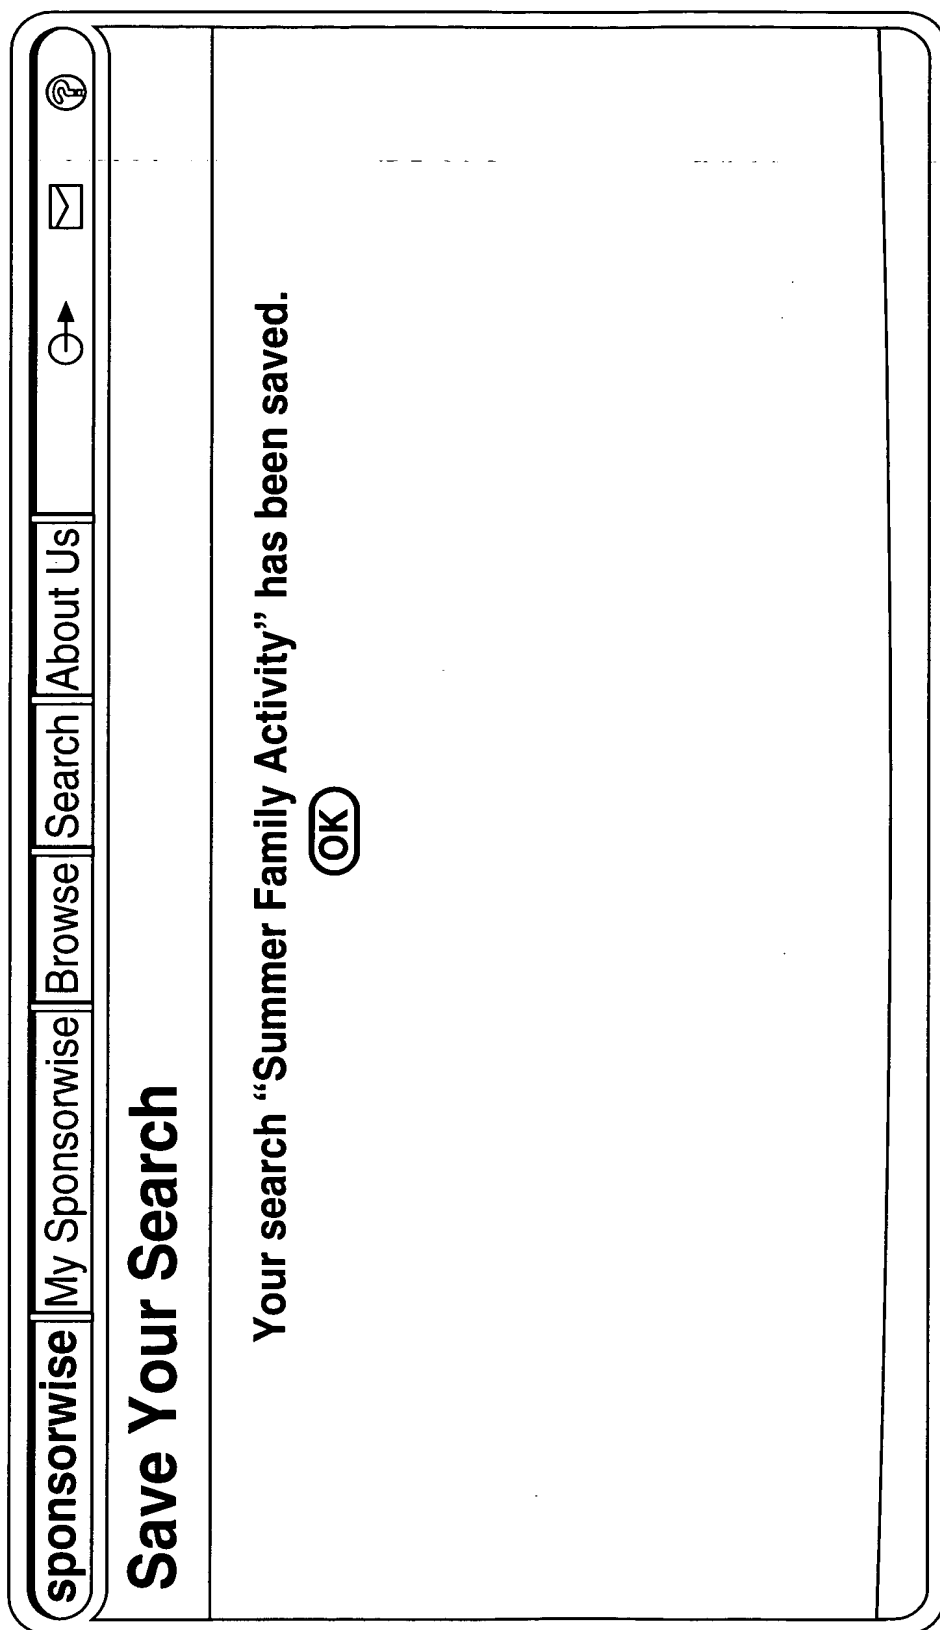 sponsorwise My Sponsorwise Browse Search About Us ?
Save Your Search
Your search “Summer Family Activity” has been saved.
OK